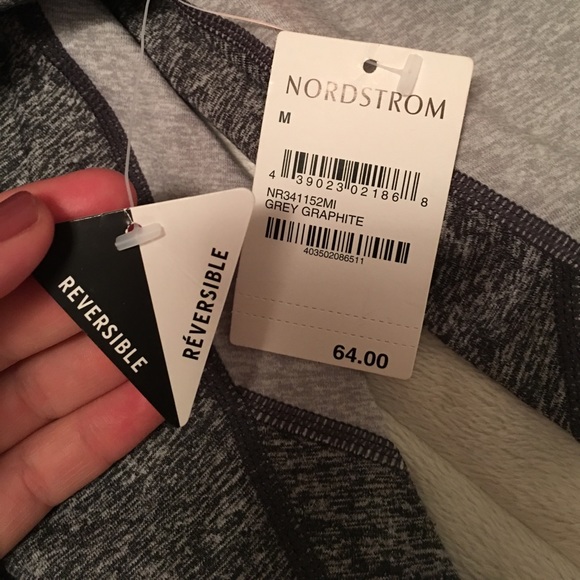 NORDSTROM
M
4 39023 02186 8
NR341152MI
GREY GRAPHITE
403502086511
64.00
REVERSIBLE
RÉVERSIBLE